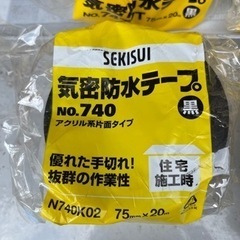 SEKISUI
気密防水テープ
黒
NO.740
アクリル系片面タイプ
優れた手切れ!
抜群の作業性
住宅
施工時
N740K02
75mm×20m